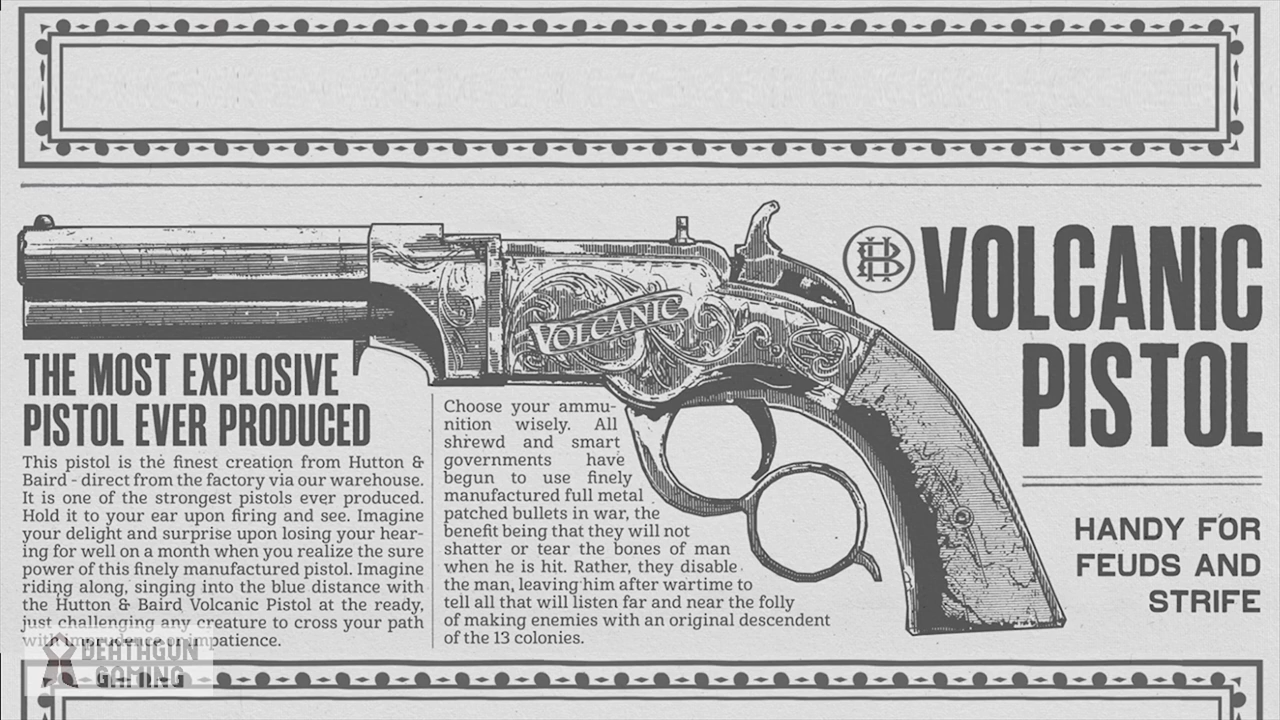 HB
VOLCANIC
PISTOL
VOLCANIC
THE MOST EXPLOSIVE
PISTOL EVER PRODUCED
This pistol is the finest creation from Hutton &
Baird - direct from the factory via our warehouse.
It is one of the strongest pistols ever produced.
Hold it to your ear upon firing and see. Imagine
your delight and surprise upon losing your hear-
ing for well on a month when you realize the sure
power of this finely manufactured pistol. Imagine
riding along, singing into the blue distance with
the Hutton & Baird Volcanic Pistol at the ready,
just challenging any creature to cross your path
with imprudence or impatience.
Choose your ammu-
nition wisely. All
shrewd and smart
governments have
begun to use finely
manufactured full metal
patched bullets in war, the
benefit being that they will not
shatter or tear the bones of man
when he is hit. Rather, they disable
the man, leaving him after wartime to
tell all that will listen far and near the folly
of making enemies with an original descendent
of the 13 colonies.
HANDY FOR
FEUDS AND
STRIFE
DEATHGUN
GAMING